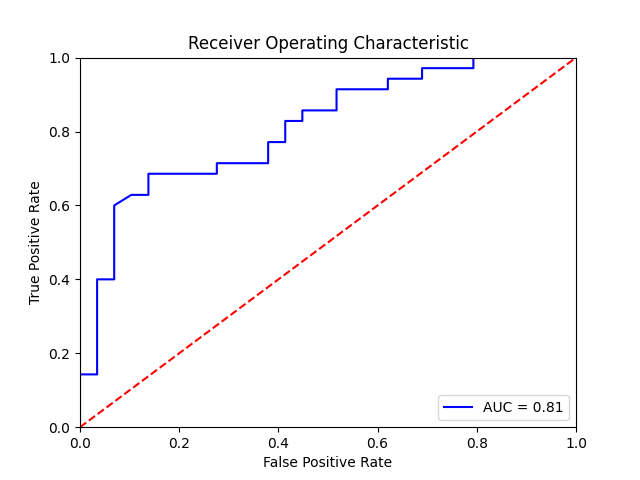 Receiver Operating Characteristic
1.0
0.8
0.6
0.4
0.2
0.0
True Positive Rate
0.0 0.2 0.4 0.6 0.8 1.0
False Positive Rate
AUC = 0.81